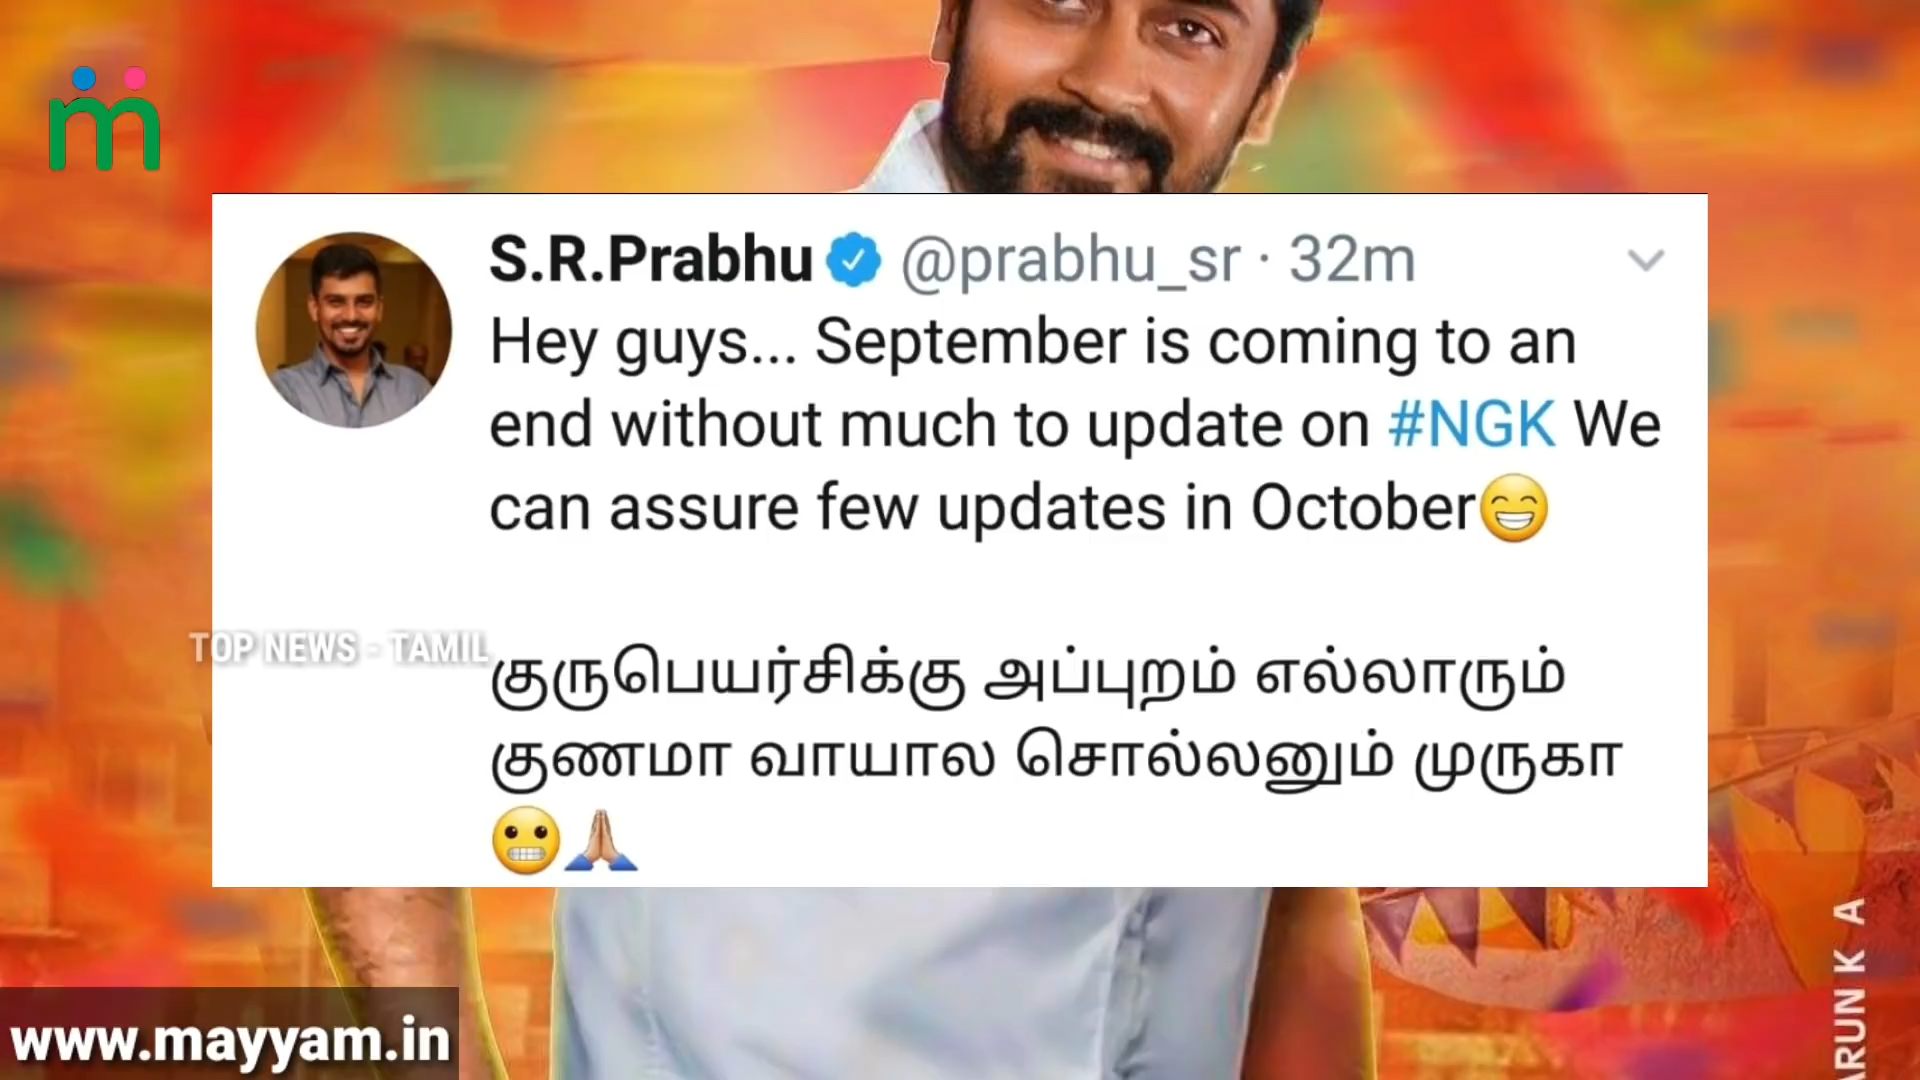 S.R.Prabhu @prabhu_sr · 32m
Hey guys... September is coming to an
end without much to update on #NGK We
can assure few updates in October😁
TOP NEWS - TAMIL
குருபெயர்சிக்கு அப்புறம் எல்லாரும்
குணமா வாயால சொல்லனும் முருகா
😬🙏🏼
www.mayyam.in
ARUN K A